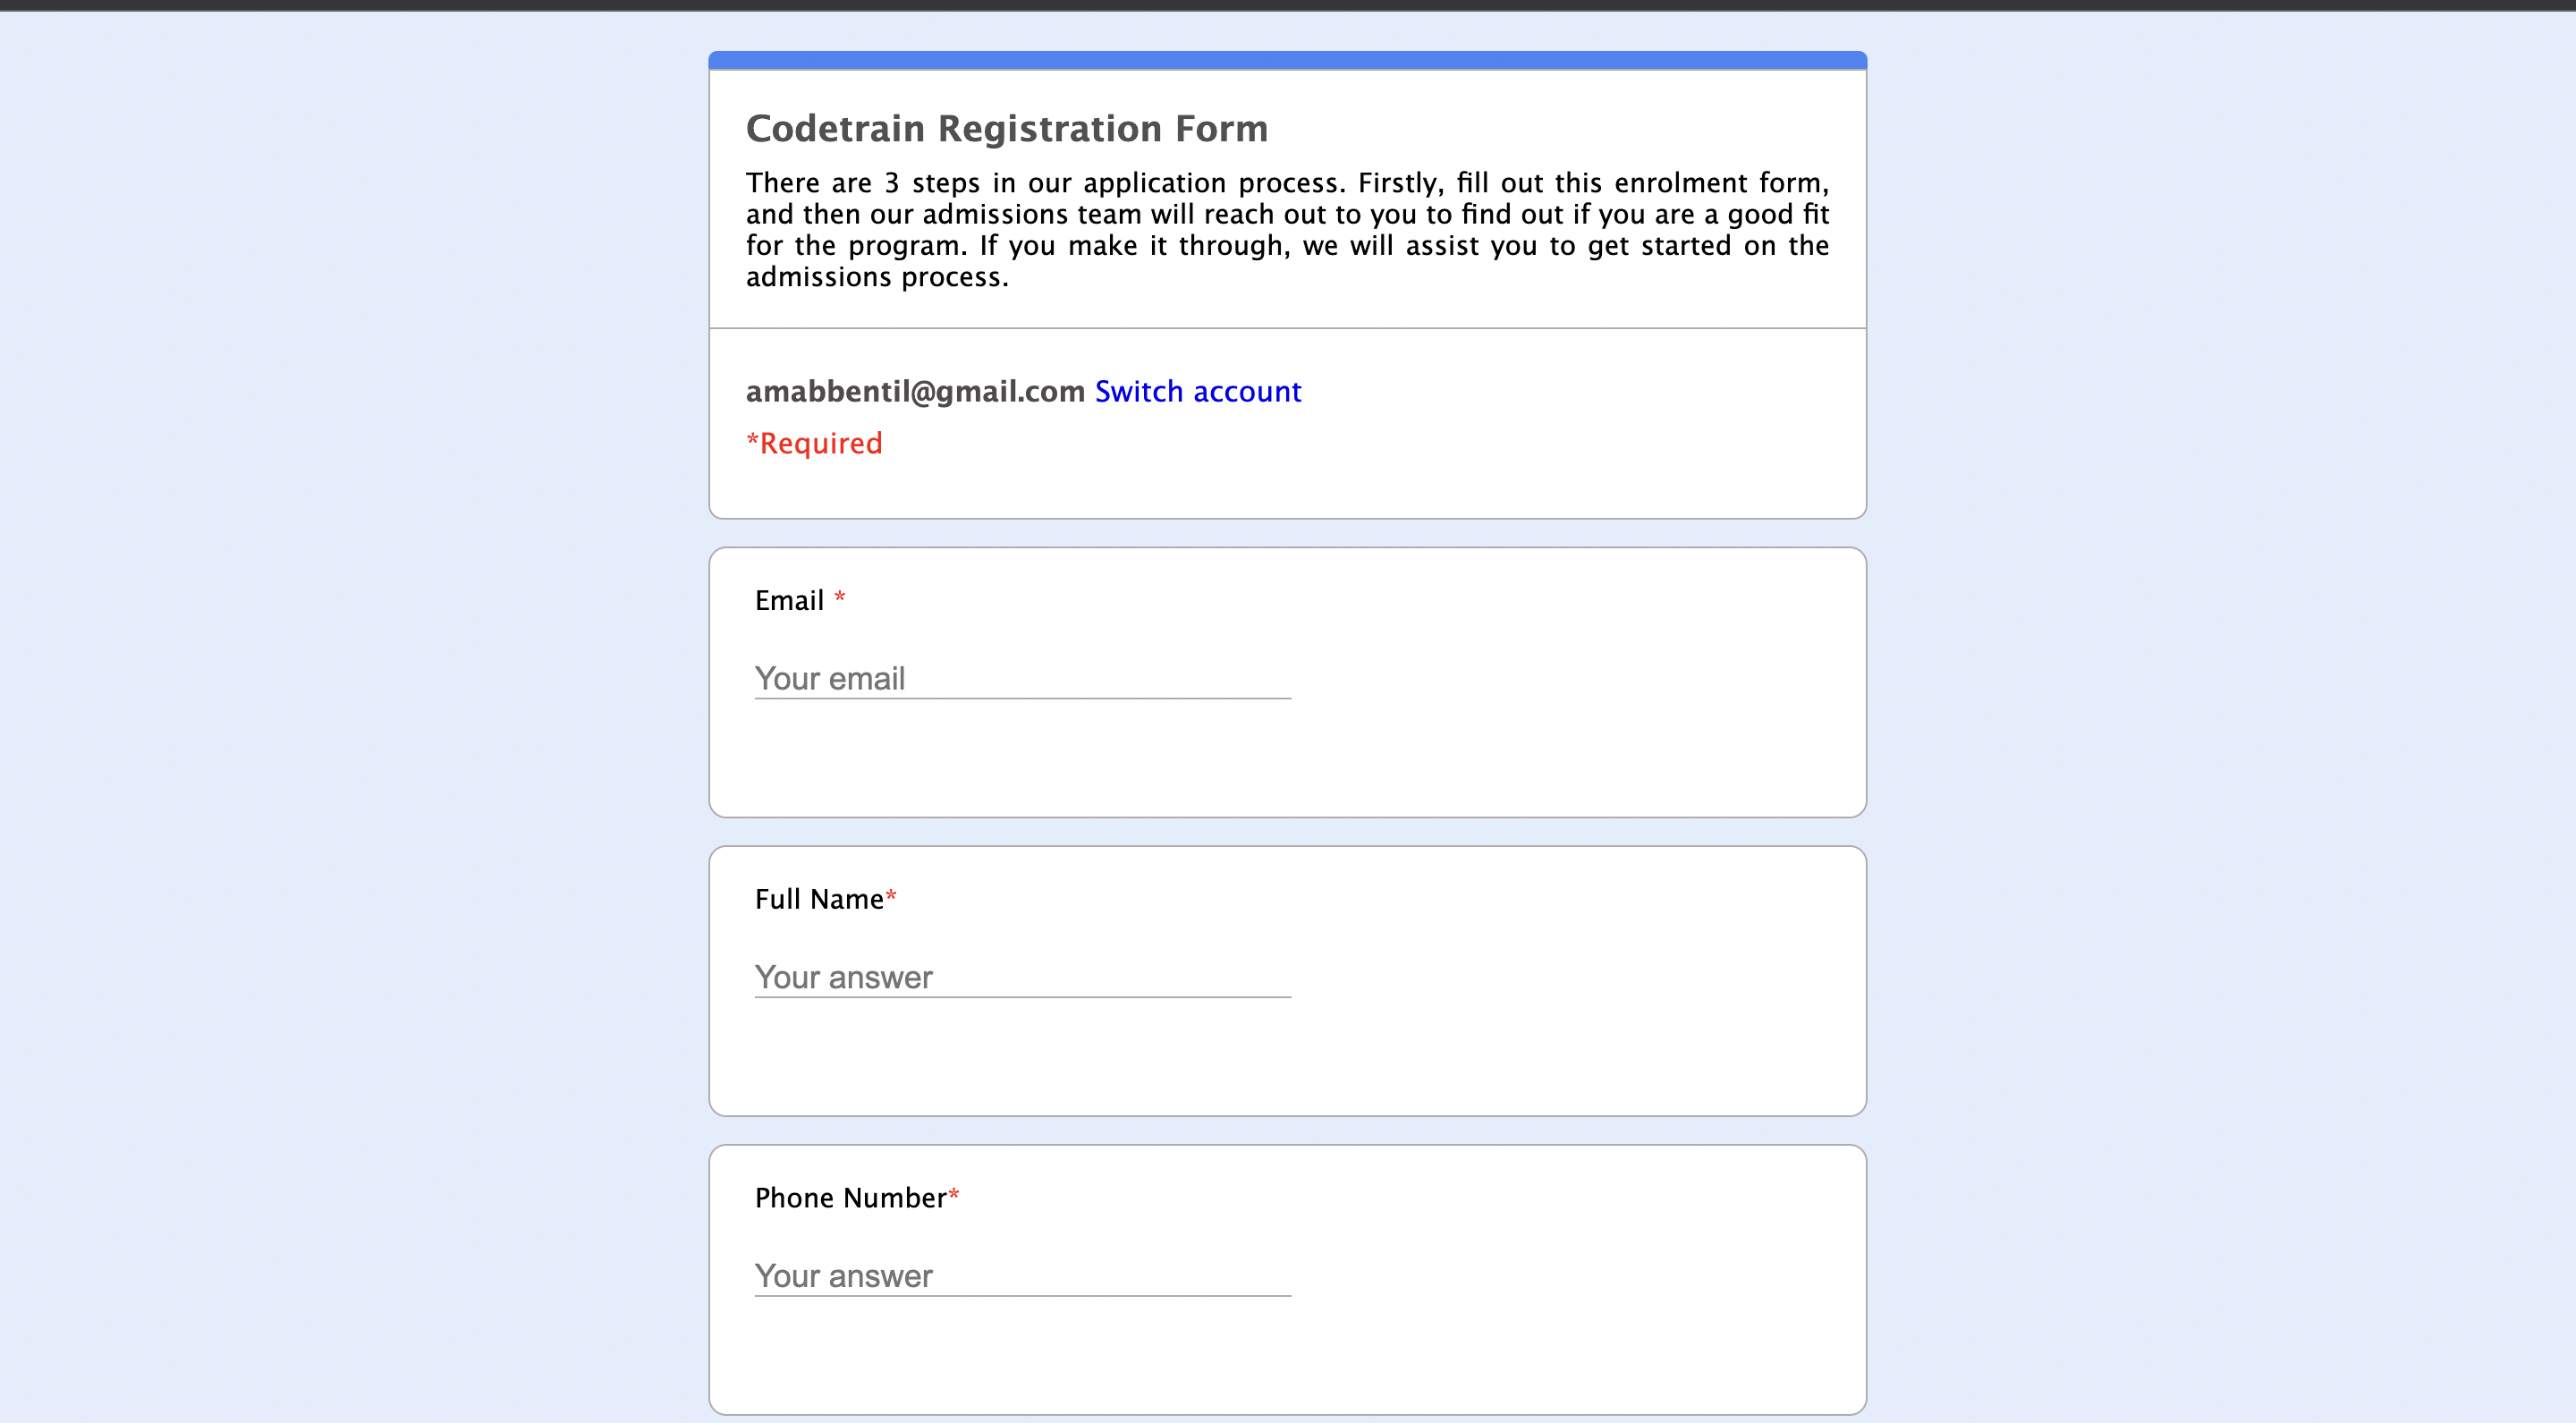 Codetrain Registration Form
There are 3 steps in our application process. Firstly, fill out this enrolment form,
and then our admissions team will reach out to you to find out if you are a good fit
for the program. If you make it through, we will assist you to get started on the
admissions process.
amabbentil@gmail.com Switch account
*Required
Email *
Your email
Full Name*
Your answer
Phone Number*
Your answer